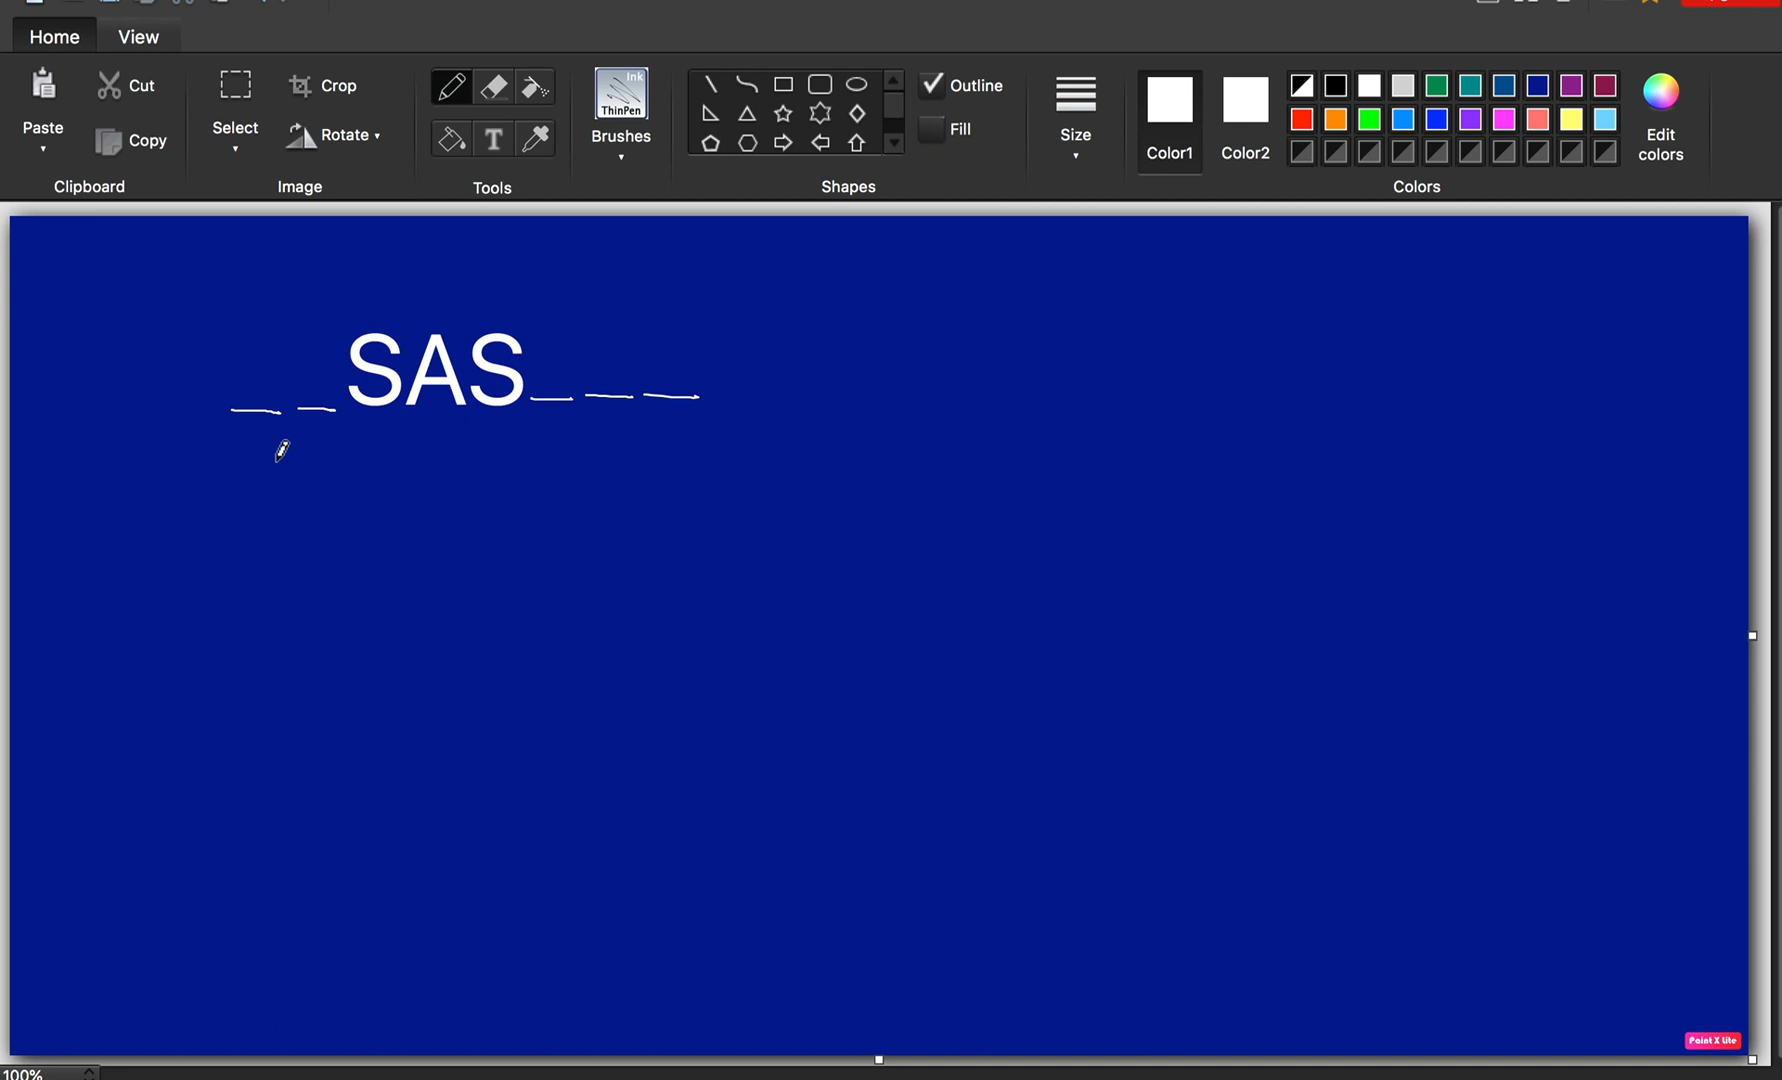 Home View
Paste Cut Copy Select Crop Rotate Ink ThinPen Brushes Outline Fill Size Color1 Color2 Edit colors
Clipboard Image Tools Shapes Colors
_ _ SAS _ _ _
Paint X Lite
100%